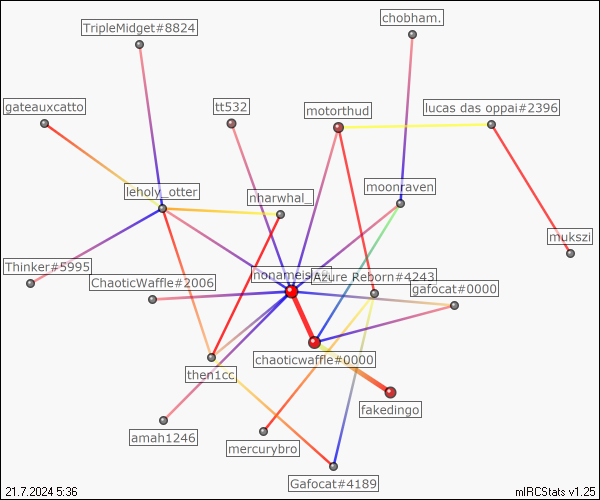 chobham.
TripleMidget#8824
gateauxcatto
tt532
motorthud
lucas das oppai#2396
leholy_otter
nharwhal_
moonraven
mukszi
Thinker#5995
ChaoticWaffle#2006
Azure Reborn#4243
gafocat#0000
chaoticwaffle#0000
then1cc
fakedingo
amah1246
mercurybro
Gafocat#4189
21.7.2024 5:36
mIRCStats v1.25